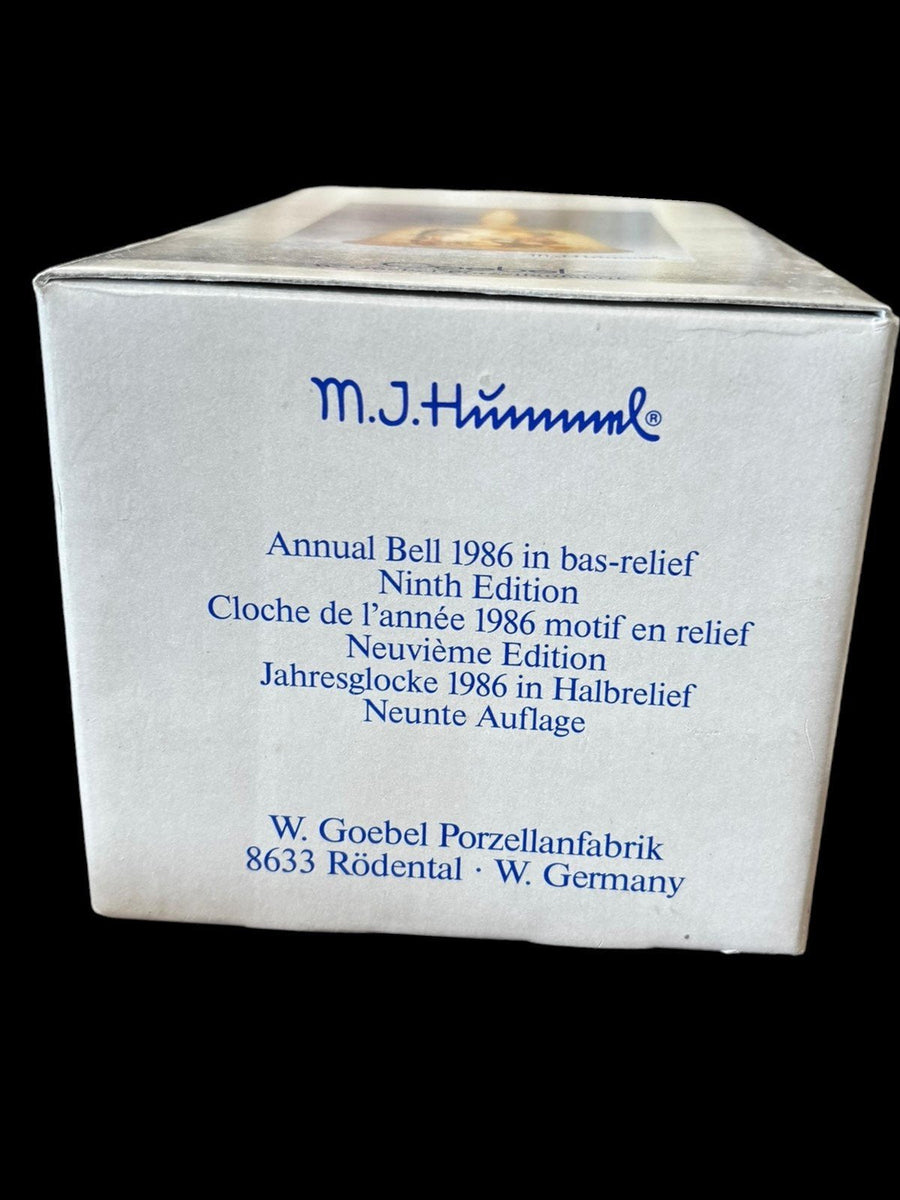 M.J.Hummel®
Annual Bell 1986 in bas-relief
Ninth Edition
Cloche de l'année 1986 motif en relief
Neuvième Edition
Jahresglocke 1986 in Halbrelief
Neunte Auflage
W. Goebel Porzellanfabrik
8633 Rödental · W. Germany